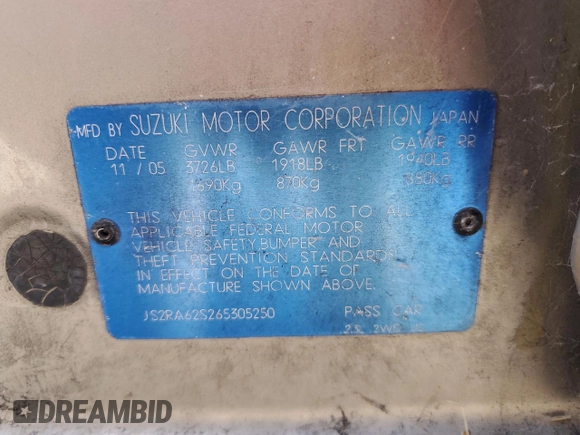 MFD BY SUZUKI MOTOR CORPORATION JAPAN
DATE GVWR GAWR FRT GAWR RR
11 / 05 3726LB 1918LB 1940LB
1690Kg 870Kg 880Kg
THIS VEHICLE CONFORMS TO ALL
APPLICABLE FEDERAL MOTOR
VEHICLE SAFETY,BUMPER AND
THEFT PREVENTION STANDARDS
IN EFFECT ON THE DATE OF
MANUFACTURE SHOWN ABOVE.
JS2RA62S265305250 PASS CAR
DREAMBID